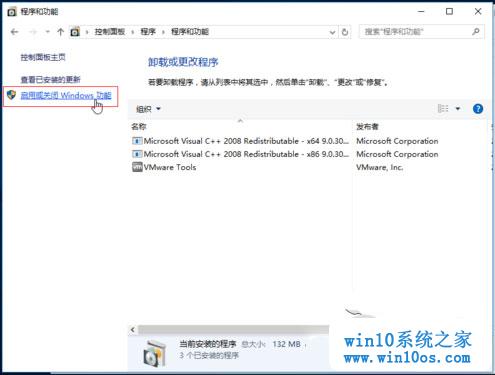 程序和功能
控制面板 › 程序 › 程序和功能
搜索"程序和功能"
控制面板主页
查看已安装的更新
启用或关闭 Windows 功能
卸载或更改程序
若要卸载程序，请从列表中将其选中，然后单击"卸载"、"更改"或"修复"。
组织
名称 发布者
Microsoft Visual C++ 2008 Redistributable - x64 9.0.30... Microsoft Corporation
Microsoft Visual C++ 2008 Redistributable - x86 9.0.30... Microsoft Corporation
VMware Tools VMware, Inc.
当前安装的程序 总大小: 132 MB
3 个已安装的程序
win10系统之家
www.win10os.com